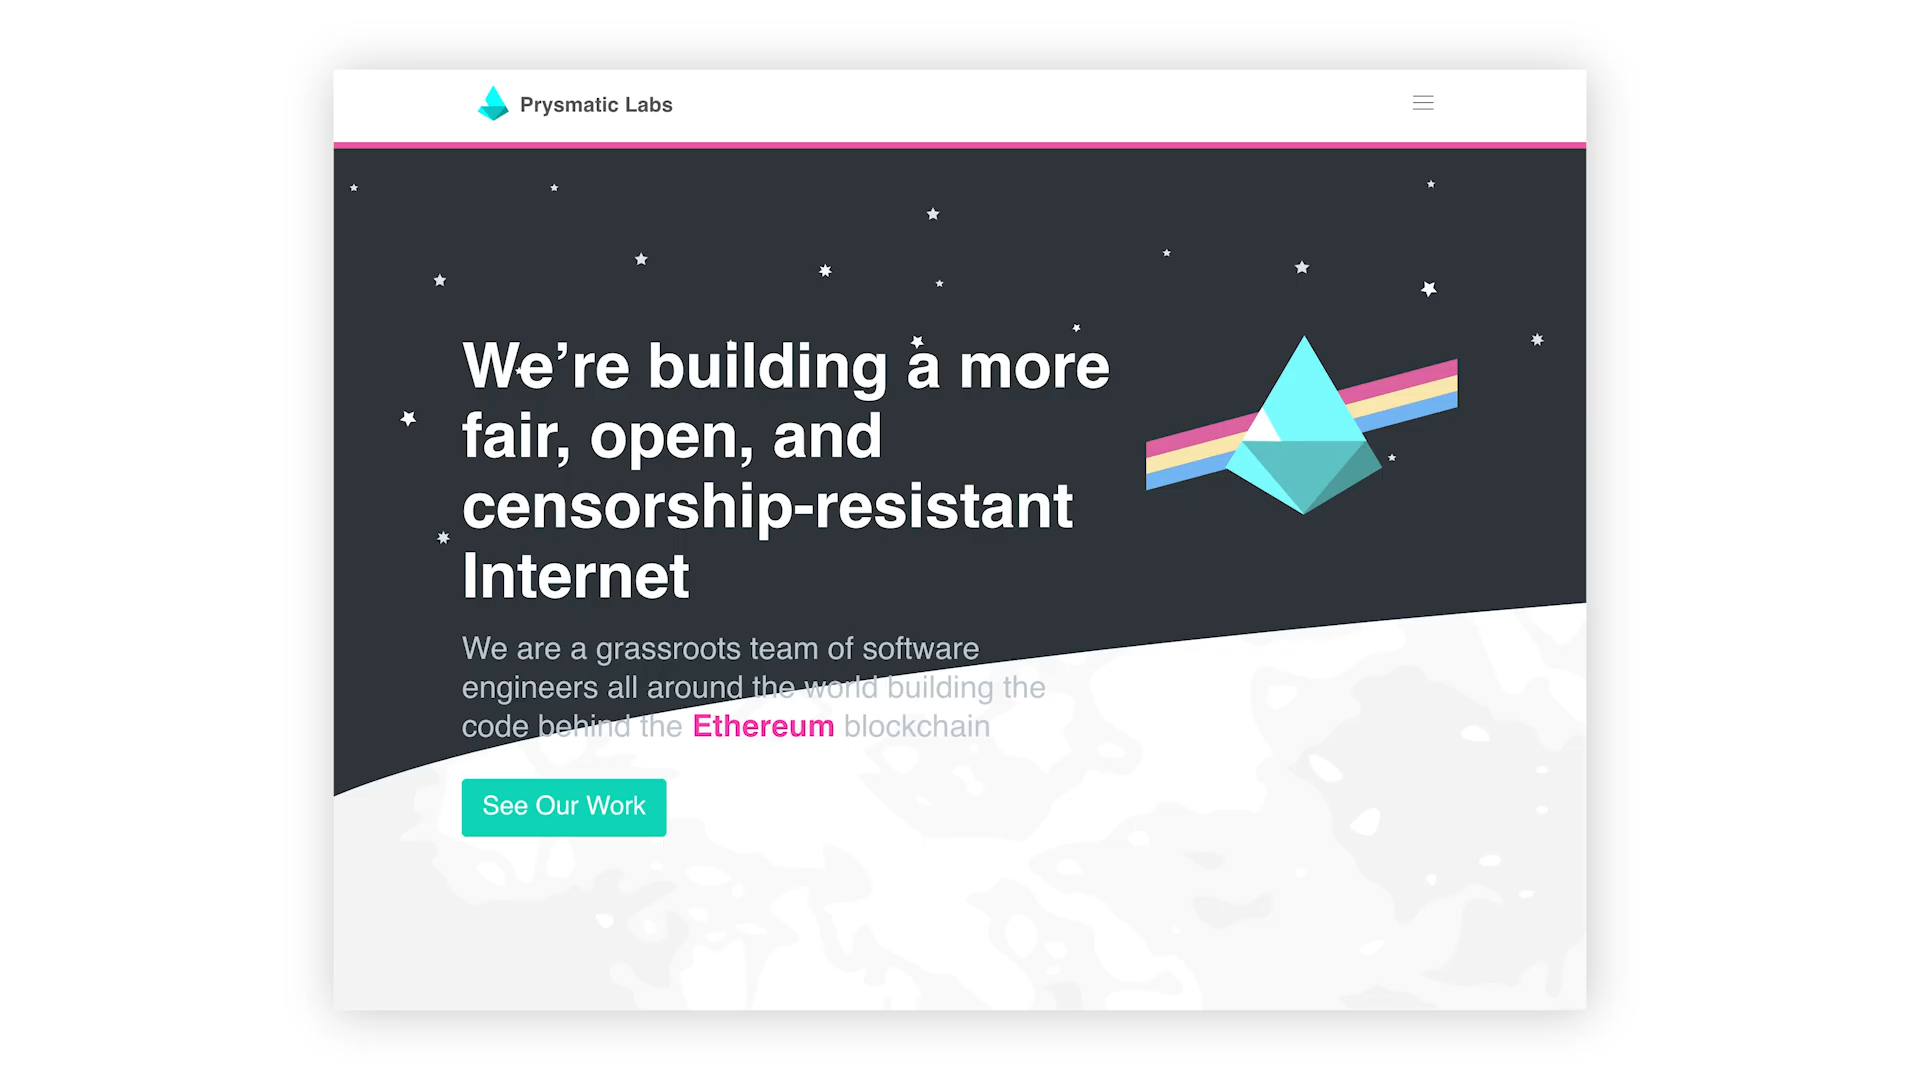 Prysmatic Labs
We’re building a more
fair, open, and
censorship-resistant
Internet
We are a grassroots team of software
engineers all around the world building the
code behind the Ethereum blockchain
See Our Work